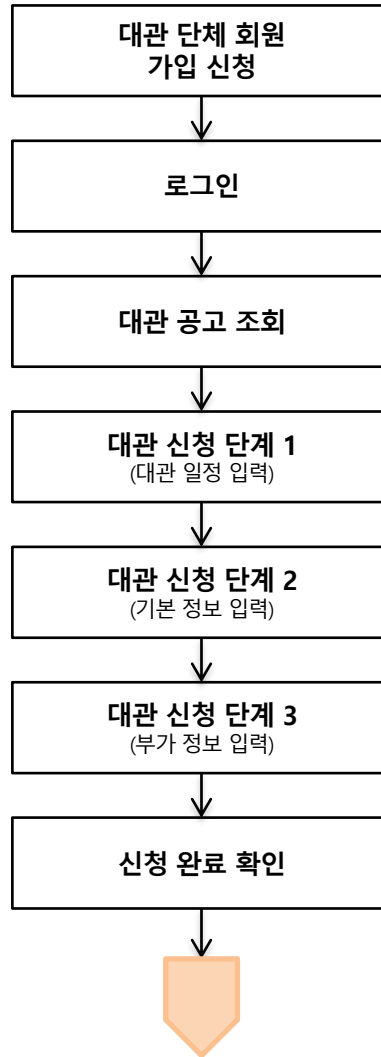 대관 단체 회원
가입 신청
로그인
대관 공고 조회
대관 신청 단계 1
(대관 일정 입력)
대관 신청 단계 2
(기본 정보 입력)
대관 신청 단계 3
(부가 정보 입력)
신청 완료 확인